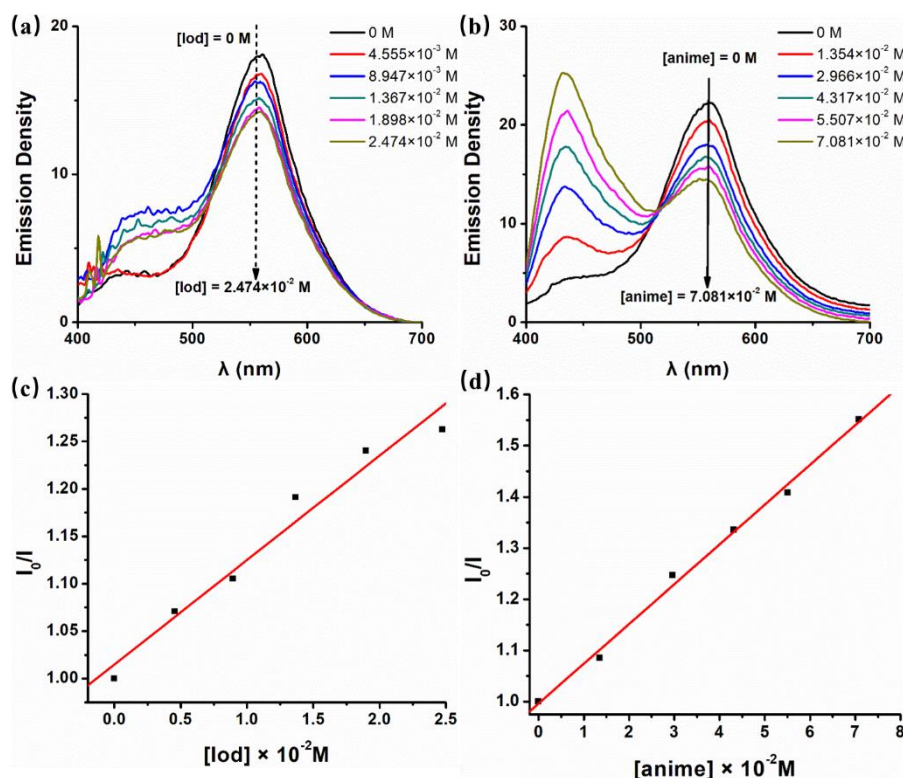 (a)
20
10
0
Emission Density
[Iod] = 0 M
[Iod] = 2.474×10⁻² M
0 M
4.555×10⁻³ M
8.947×10⁻³ M
1.367×10⁻² M
1.898×10⁻² M
2.474×10⁻² M
400 500 600 700
λ (nm)
(b)
30
20
10
0
Emission Density
[anime] = 0 M
[anime] = 7.081×10⁻² M
0 M
1.354×10⁻² M
2.966×10⁻² M
4.317×10⁻² M
5.507×10⁻² M
7.081×10⁻² M
400 500 600 700
λ (nm)
(c)
1.30
1.25
1.20
1.15
1.10
1.05
1.00
I₀/I
0.0 0.5 1.0 1.5 2.0 2.5
[Iod] × 10⁻²M
(d)
1.6
1.5
1.4
1.3
1.2
1.1
1.0
I₀/I
0 1 2 3 4 5 6 7 8
[anime] × 10⁻²M